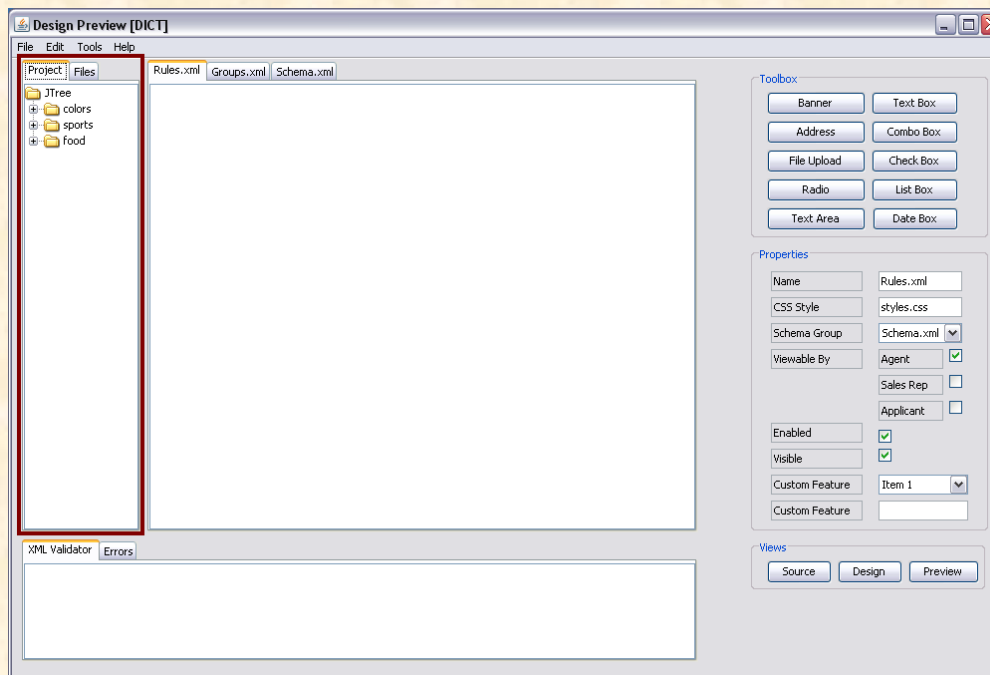 Design Preview [DICT]
File Edit Tools Help
Project Files
JTree
colors
sports
food
Rules.xml Groups.xml Schema.xml
Toolbox
Banner Text Box
Address Combo Box
File Upload Check Box
Radio List Box
Text Area Date Box
Properties
Name Rules.xml
CSS Style styles.css
Schema Group Schema.xml
Viewable By Agent
Sales Rep
Applicant
Enabled
Visible
Custom Feature Item 1
Custom Feature
XML Validator Errors
Views
Source Design Preview